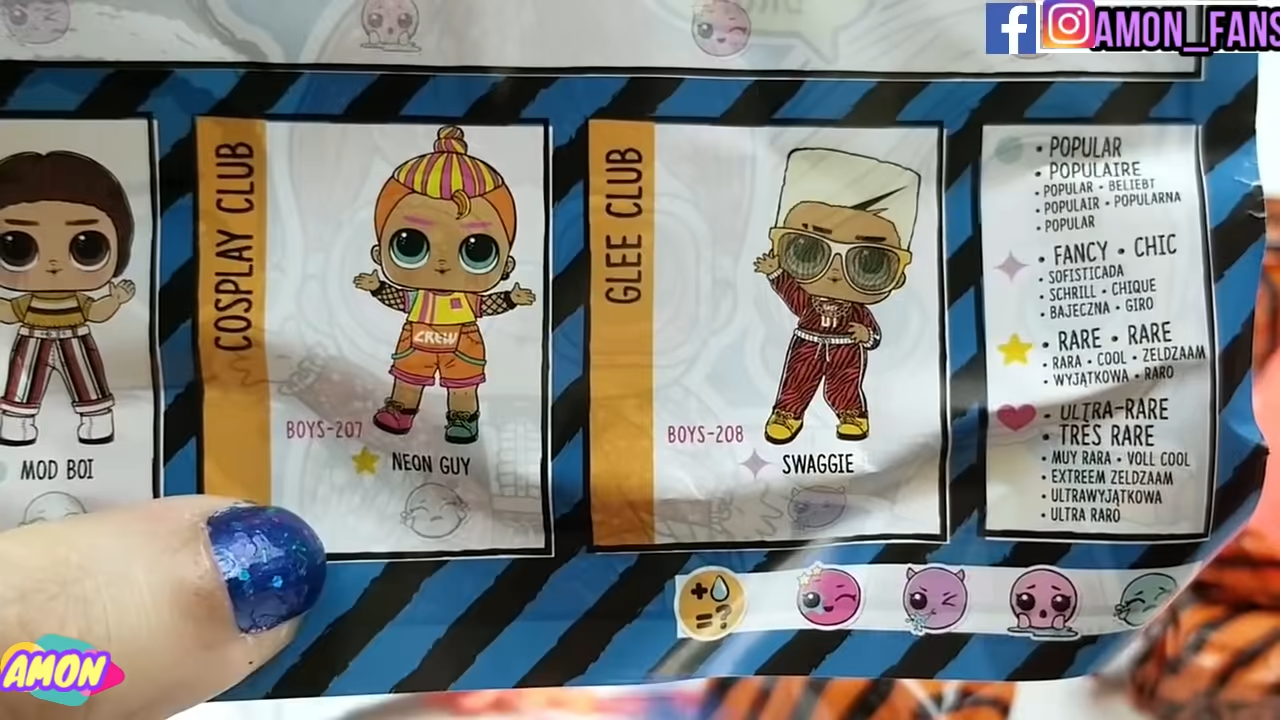 AMON_FANS
MOD BOI
COSPLAY CLUB
CREW
BOYS-207
NEON GUY
GLEE CLUB
BOYS-208
SWAGGIE
• POPULAR
• POPULAIRE
• POPULAR • BELIEBT
• POPULAIR • POPULARNA
• POPULAR
• FANCY • CHIC
• SOFISTICADA
• SCHRILL • CHIQUE
• BAJECZNA • GIRO
• RARE • RARE
• RARA • COOL • ZELDZAAM
• WYJĄTKOWA • RARO
• ULTRA-RARE
• TRÈS RARE
• MUY RARA • VOLL COOL
• EXTREEM ZELDZAAM
• ULTRAWYJĄTKOWA
• ULTRA RARO
+
=?
AMON